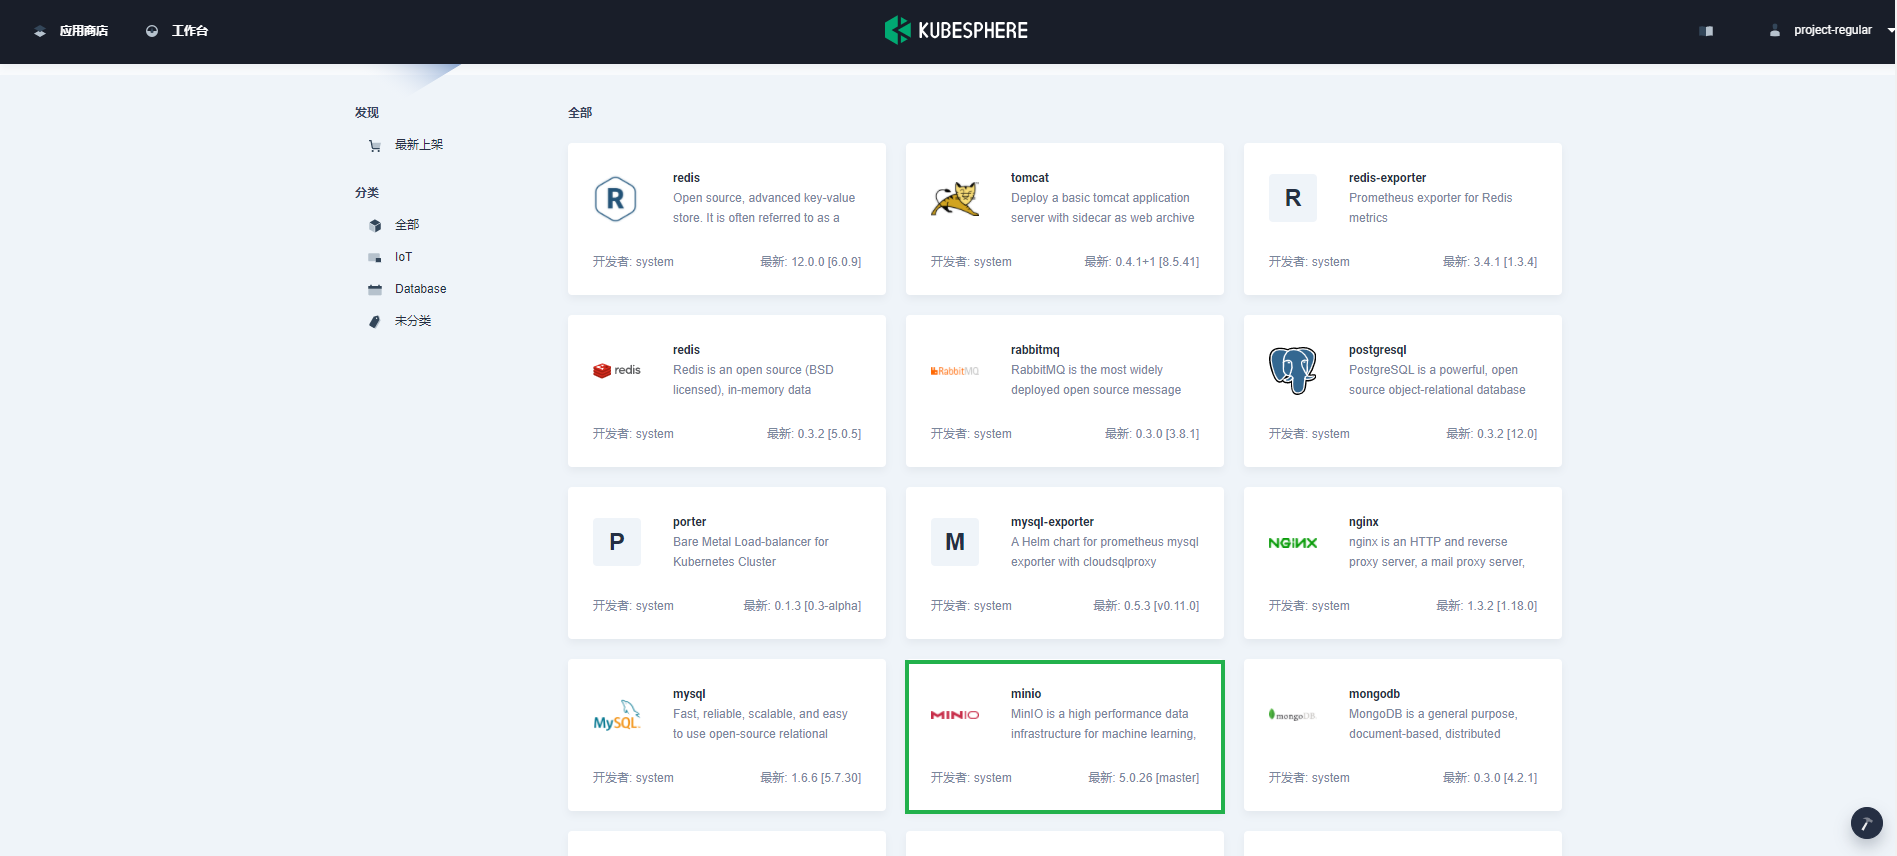 应用商店
工作台
KUBESPHERE
project-regular
发现
最新上架
分类
全部
IoT
Database
未分类
全部
R
redis
Open source, advanced key-value
store. It is often referred to as a
开发者: system
最新: 12.0.0 [6.0.9]
tomcat
Deploy a basic tomcat application
server with sidecar as web archive
开发者: system
最新: 0.4.1+1 [8.5.41]
R
redis-exporter
Prometheus exporter for Redis
metrics
开发者: system
最新: 3.4.1 [1.3.4]
redis
redis
Redis is an open source (BSD
licensed), in-memory data
开发者: system
最新: 0.3.2 [5.0.5]
RabbitMQ
rabbitmq
RabbitMQ is the most widely
deployed open source message
开发者: system
最新: 0.3.0 [3.8.1]
postgresql
PostgreSQL is a powerful, open
source object-relational database
开发者: system
最新: 0.3.2 [12.0]
P
porter
Bare Metal Load-balancer for
Kubernetes Cluster
开发者: system
最新: 0.1.3 [0.3-alpha]
M
mysql-exporter
A Helm chart for prometheus mysql
exporter with cloudsqlproxy
开发者: system
最新: 0.5.3 [v0.11.0]
NGINX
nginx
nginx is an HTTP and reverse
proxy server, a mail proxy server,
开发者: system
最新: 1.3.2 [1.18.0]
MySQL
mysql
Fast, reliable, scalable, and easy
to use open-source relational
开发者: system
最新: 1.6.6 [5.7.30]
MINIO
minio
MinIO is a high performance data
infrastructure for machine learning,
开发者: system
最新: 5.0.26 [master]
mongoDB
mongodb
MongoDB is a general purpose,
document-based, distributed
开发者: system
最新: 0.3.0 [4.2.1]